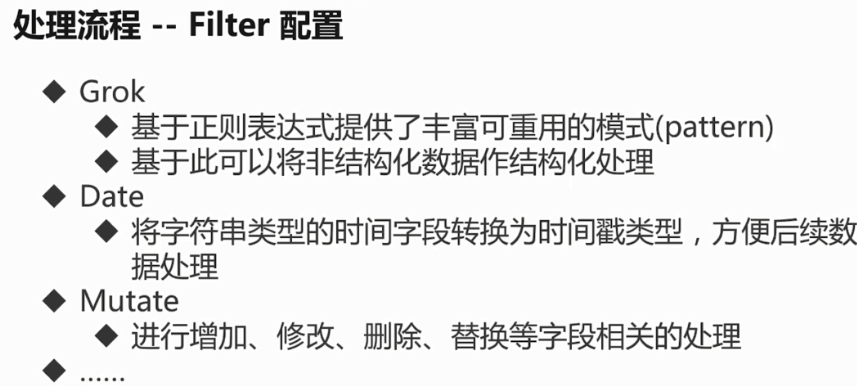 处理流程 -- Filter 配置
◆ Grok
◆ 基于正则表达式提供了丰富可重用的模式(pattern)
◆ 基于此可以将非结构化数据作结构化处理
◆ Date
◆ 将字符串类型的时间字段转换为时间戳类型，方便后续数
据处理
◆ Mutate
◆ 进行增加、修改、删除、替换等字段相关的处理
◆ ......